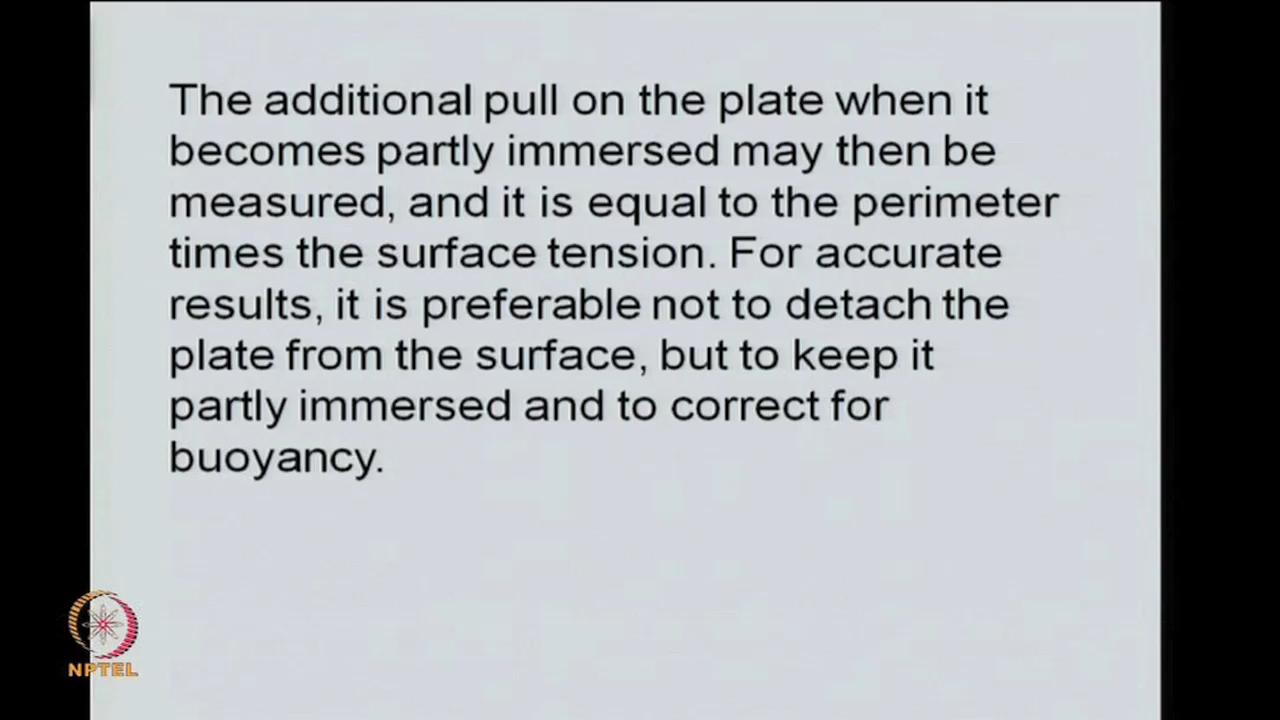 The additional pull on the plate when it
becomes partly immersed may then be
measured, and it is equal to the perimeter
times the surface tension. For accurate
results, it is preferable not to detach the
plate from the surface, but to keep it
partly immersed and to correct for
buoyancy.
NPTEL